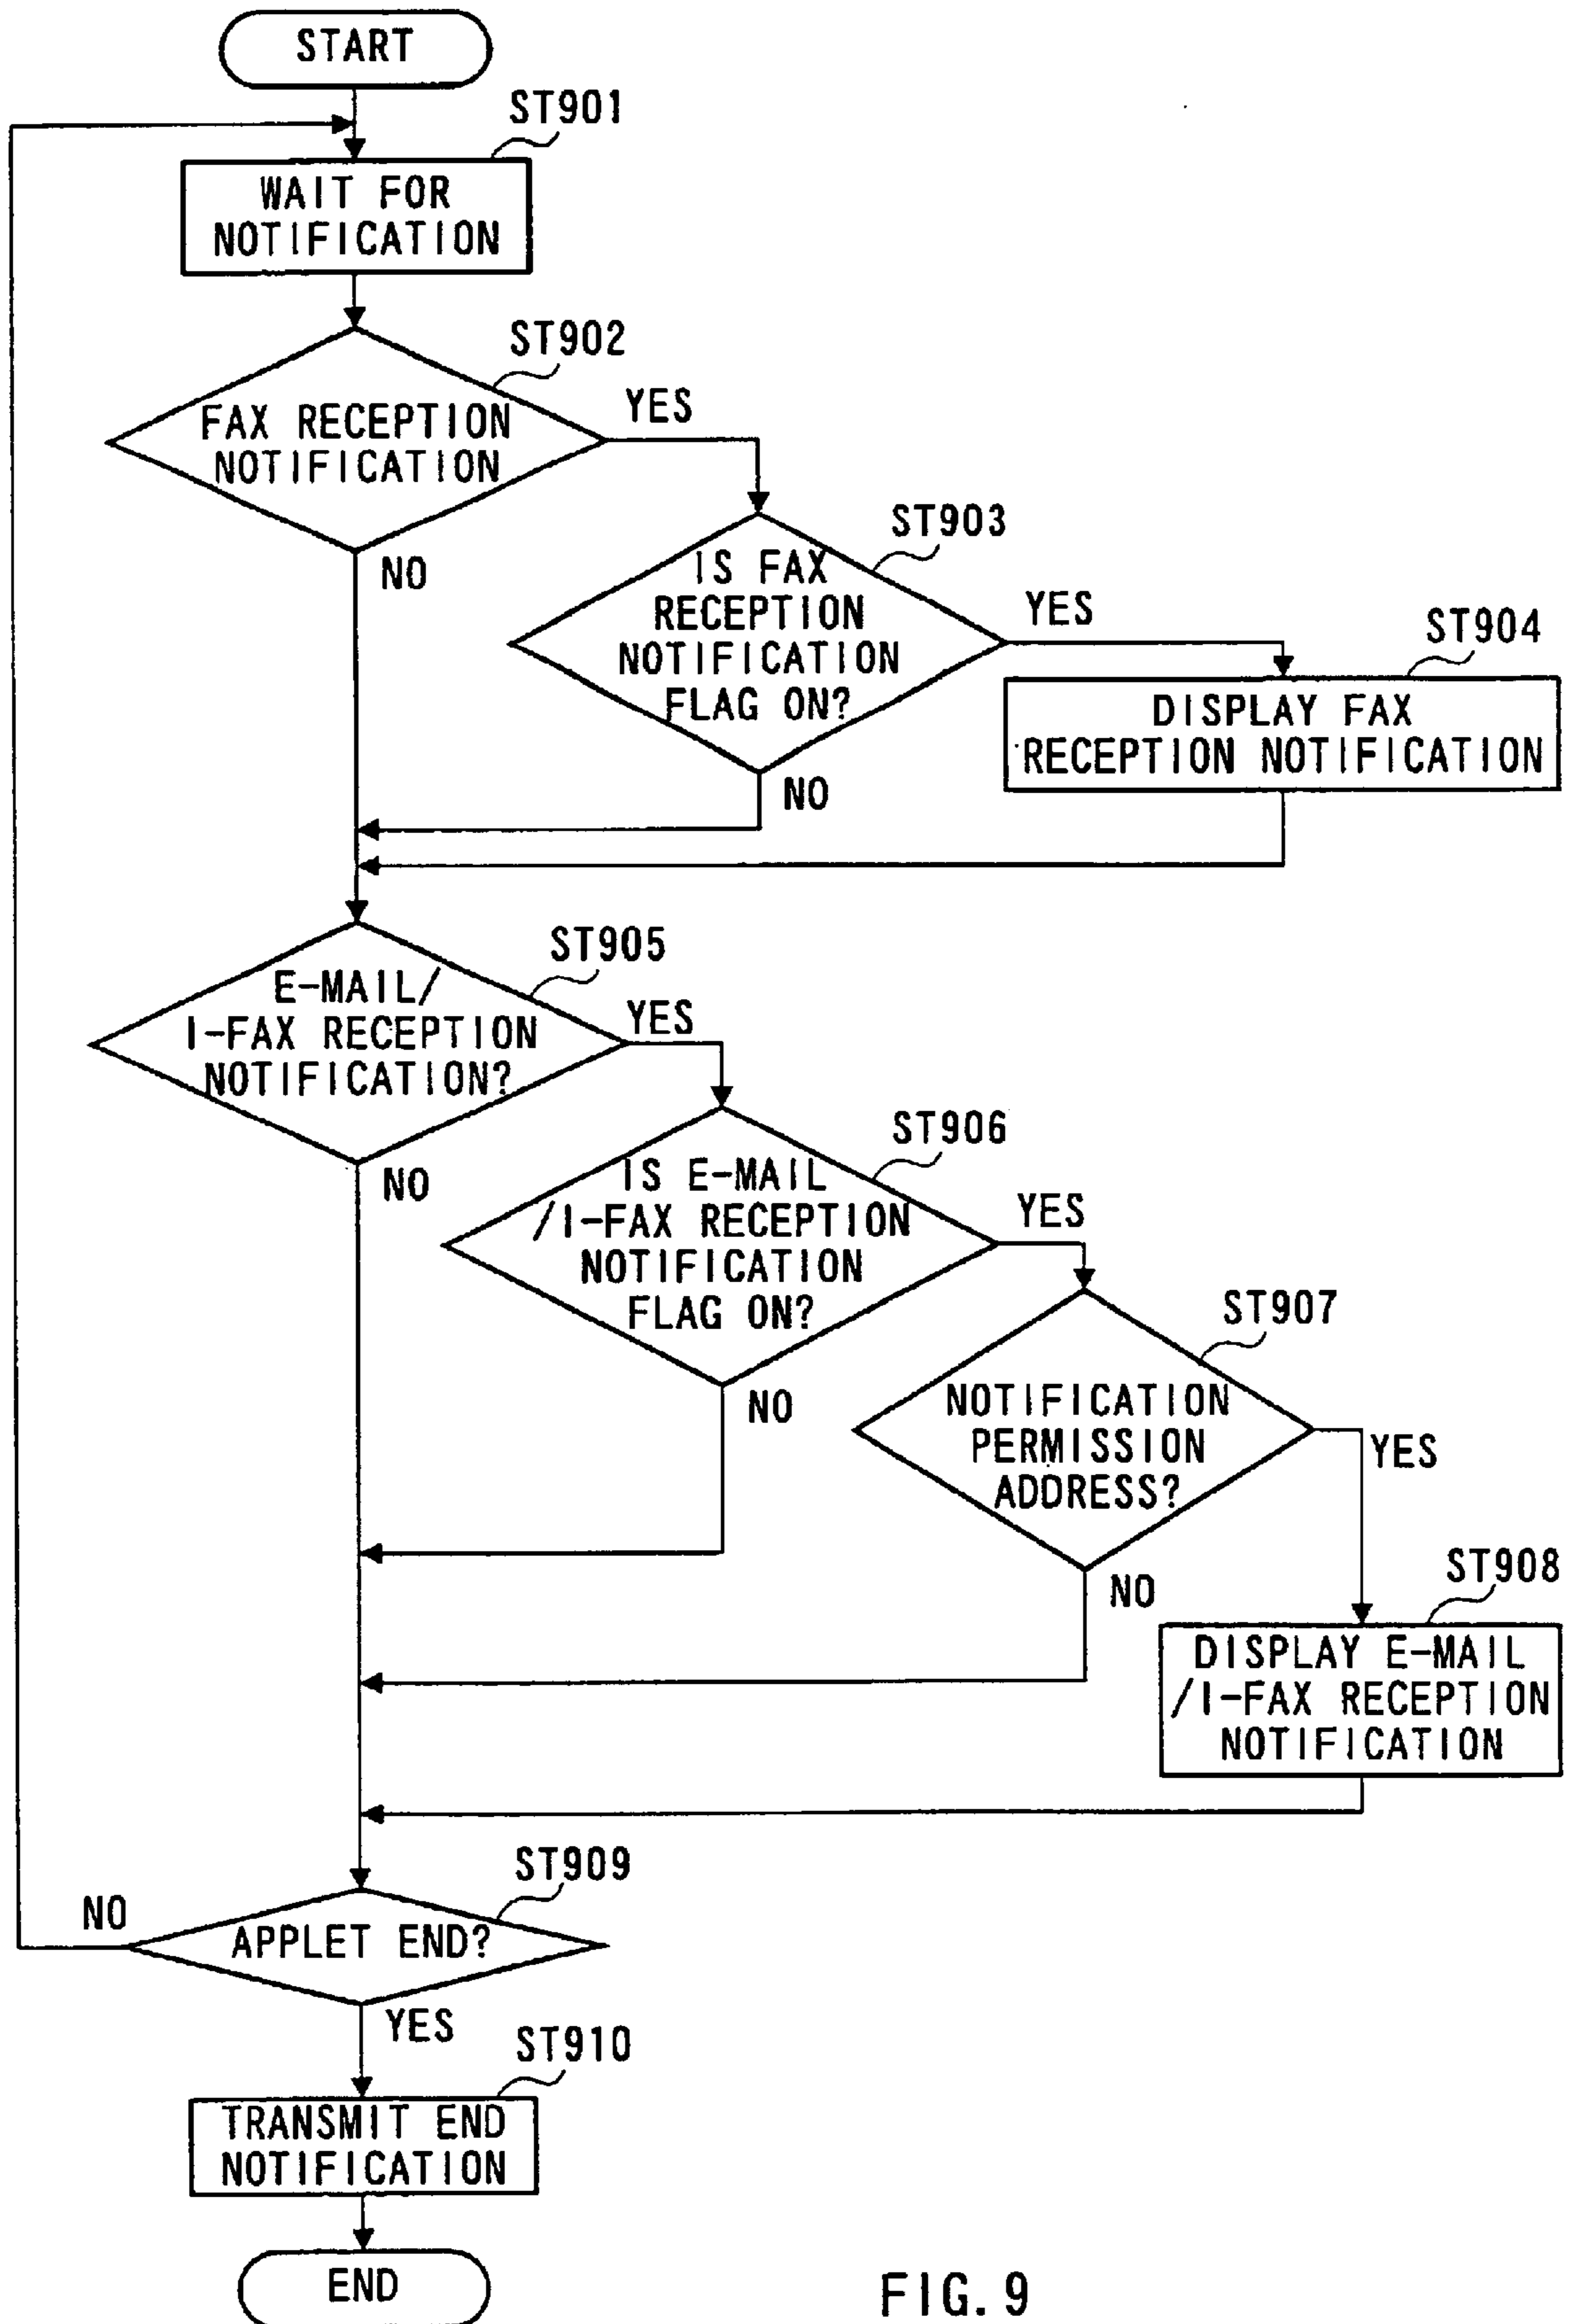 START
ST901
WAIT FOR
NOTIFICATION
ST902
FAX RECEPTION
NOTIFICATION
YES
NO
ST903
IS FAX
RECEPTION
NOTIFICATION
FLAG ON?
YES
NO
ST904
DISPLAY FAX
RECEPTION NOTIFICATION
ST905
E-MAIL/
I-FAX RECEPTION
NOTIFICATION?
YES
NO
ST906
IS E-MAIL
/I-FAX RECEPTION
NOTIFICATION
FLAG ON?
YES
NO
ST907
NOTIFICATION
PERMISSION
ADDRESS?
YES
NO
ST908
DISPLAY E-MAIL
/I-FAX RECEPTION
NOTIFICATION
ST909
APPLET END?
NO
YES
ST910
TRANSMIT END
NOTIFICATION
END
FIG. 9